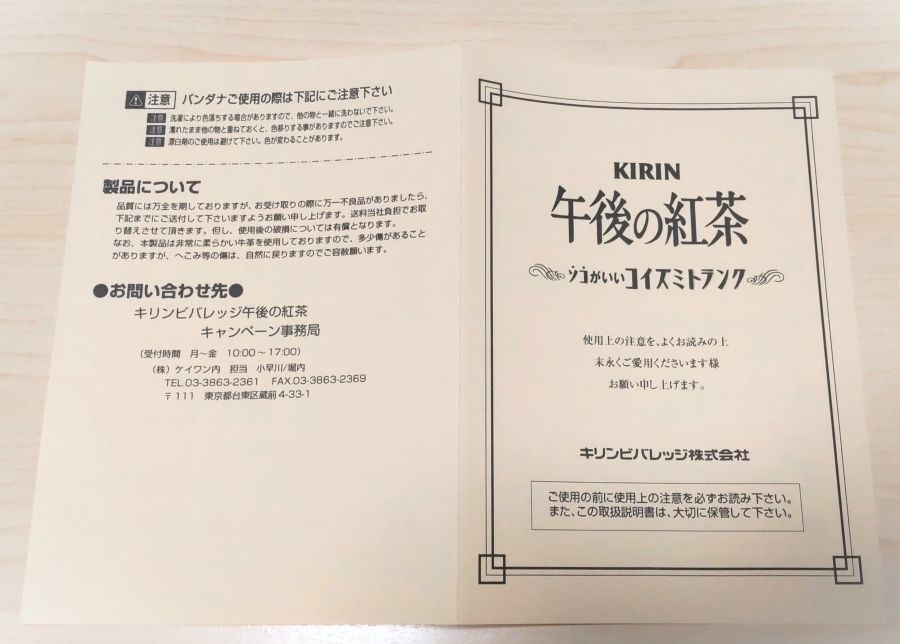 注意 バンダナご使用の際は下記にご注意下さい
注意 洗濯により色落ちする場合がありますので、他の物と一緒に洗わないで下さい。
注意 濡れたまま他の物と重ねておくと、色移りする事がありますのでご注意下さい。
注意 漂白剤のご使用は避けて下さい。色が変わることがあります。
製品について
品質には万全を期しておりますが、お受け取りの際に万一不良品がありましたら、
下記までにご送付して下さいますようお願い申し上げます。送料当社負担でお取
り替えさせて頂きます。但し、使用後の破損については有償となります。
なお、本製品は非常に柔らかい牛革を使用しておりますので、多少傷があること
がありますが、へこみ等の傷は、自然に戻りますのでご容赦願います。
●お問い合わせ先●
キリンビバレッジ午後の紅茶
キャンペーン事務局
(受付時間 月～金 10:00～17:00)
(株)ケイワン内 担当 小早川/堀内
TEL.03-3863-2361 FAX.03-3863-2369
〒111 東京都台東区蔵前4-33-1
KIRIN
午後の紅茶
ソコがいいコイズミトランク
使用上の注意を、よくお読みの上
末永くご愛用くださいます様
お願い申し上げます。
キリンビバレッジ株式会社
ご使用の前に使用上の注意を必ずお読み下さい。
また、この取扱説明書は、大切に保管して下さい。